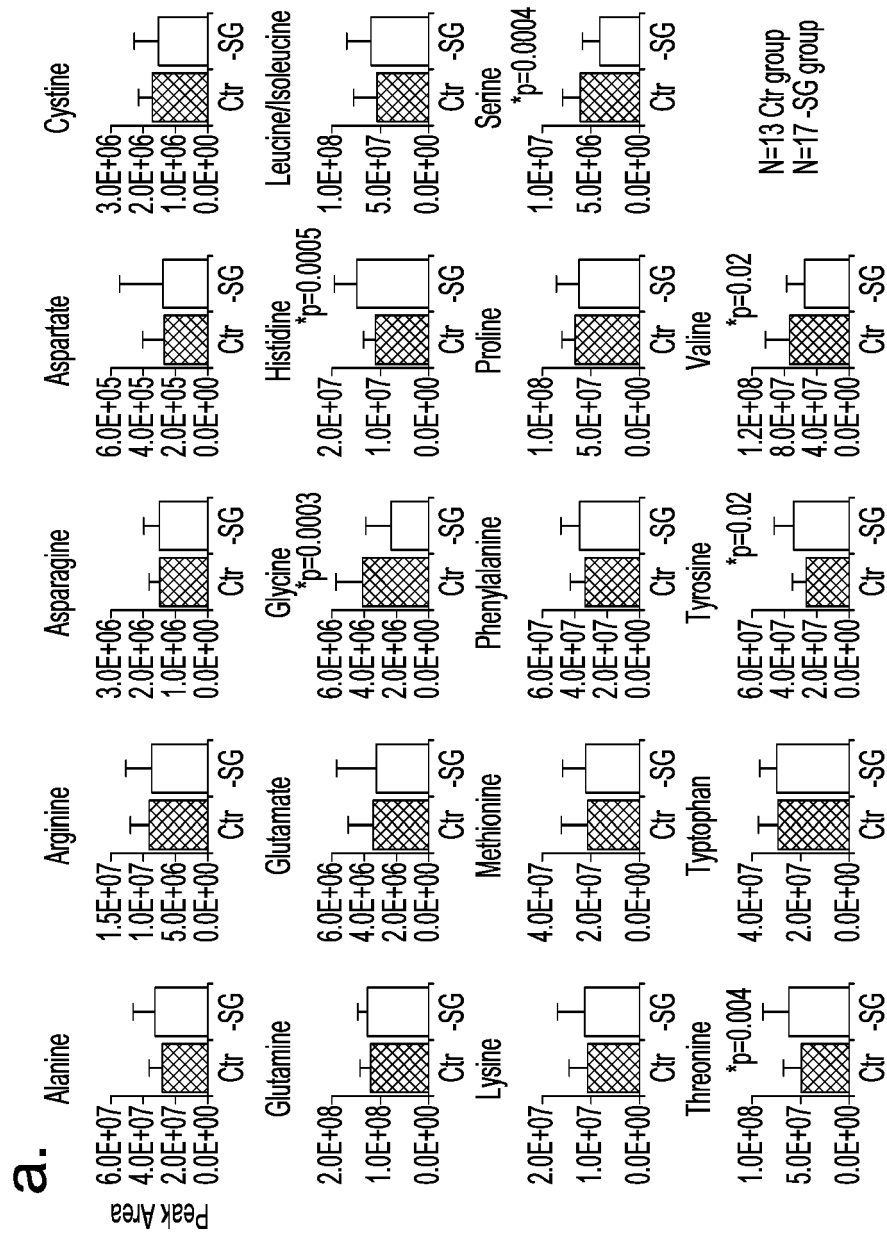 a.
Peak Area
Alanine
6.0E+07
4.0E+07
2.0E+07
0.0E+00
Ctr -SG
Arginine
1.5E+07
1.0E+07
5.0E+06
0.0E+00
Ctr -SG
Asparagine
3.0E+06
2.0E+06
1.0E+06
0.0E+00
Ctr -SG
Aspartate
6.0E+05
4.0E+05
2.0E+05
0.0E+00
Ctr -SG
Cystine
3.0E+06
2.0E+06
1.0E+06
0.0E+00
Ctr -SG
Glutamine
2.0E+08
1.0E+08
0.0E+00
Ctr -SG
Glutamate
6.0E+06
4.0E+06
2.0E+06
0.0E+00
Ctr -SG
Glycine
*p=0.0003
6.0E+06
4.0E+06
2.0E+06
0.0E+00
Ctr -SG
Histidine
*p=0.0005
2.0E+07
1.0E+07
0.0E+00
Ctr -SG
Leucine/Isoleucine
1.0E+08
5.0E+07
0.0E+00
Ctr -SG
Lysine
2.0E+07
1.0E+07
0.0E+00
Ctr -SG
Methionine
4.0E+07
2.0E+07
0.0E+00
Ctr -SG
Phenylalanine
6.0E+07
4.0E+07
2.0E+07
0.0E+00
Ctr -SG
Proline
1.0E+08
5.0E+07
0.0E+00
Ctr -SG
Serine
*p=0.0004
1.0E+07
5.0E+06
0.0E+00
Ctr -SG
Threonine
*p=0.004
1.0E+08
5.0E+07
0.0E+00
Ctr -SG
Typtophan
4.0E+07
2.0E+07
0.0E+00
Ctr -SG
Tyrosine
*p=0.02
6.0E+07
4.0E+07
2.0E+07
0.0E+00
Ctr -SG
Valine
*p=0.02
1.2E+08
8.0E+07
4.0E+07
0.0E+00
Ctr -SG
N=13 Ctr group
N=17 -SG group